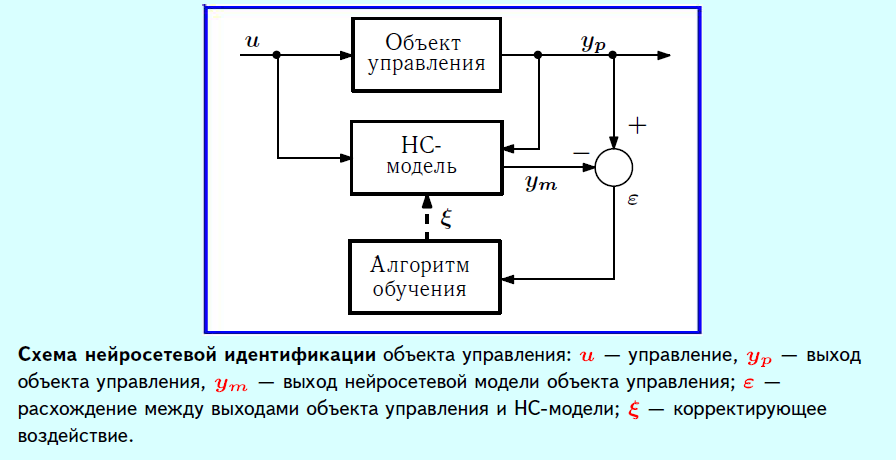 u
Объект
управления
y_p
+
НС-
модель
−
y_m
ε
ξ
Алгоритм
обучения
Схема нейросетевой идентификации объекта управления: u — управление, y_p — выход
объекта управления, y_m — выход нейросетевой модели объекта управления; ε —
расхождение между выходами объекта управления и НС-модели; ξ — корректирующее
воздействие.